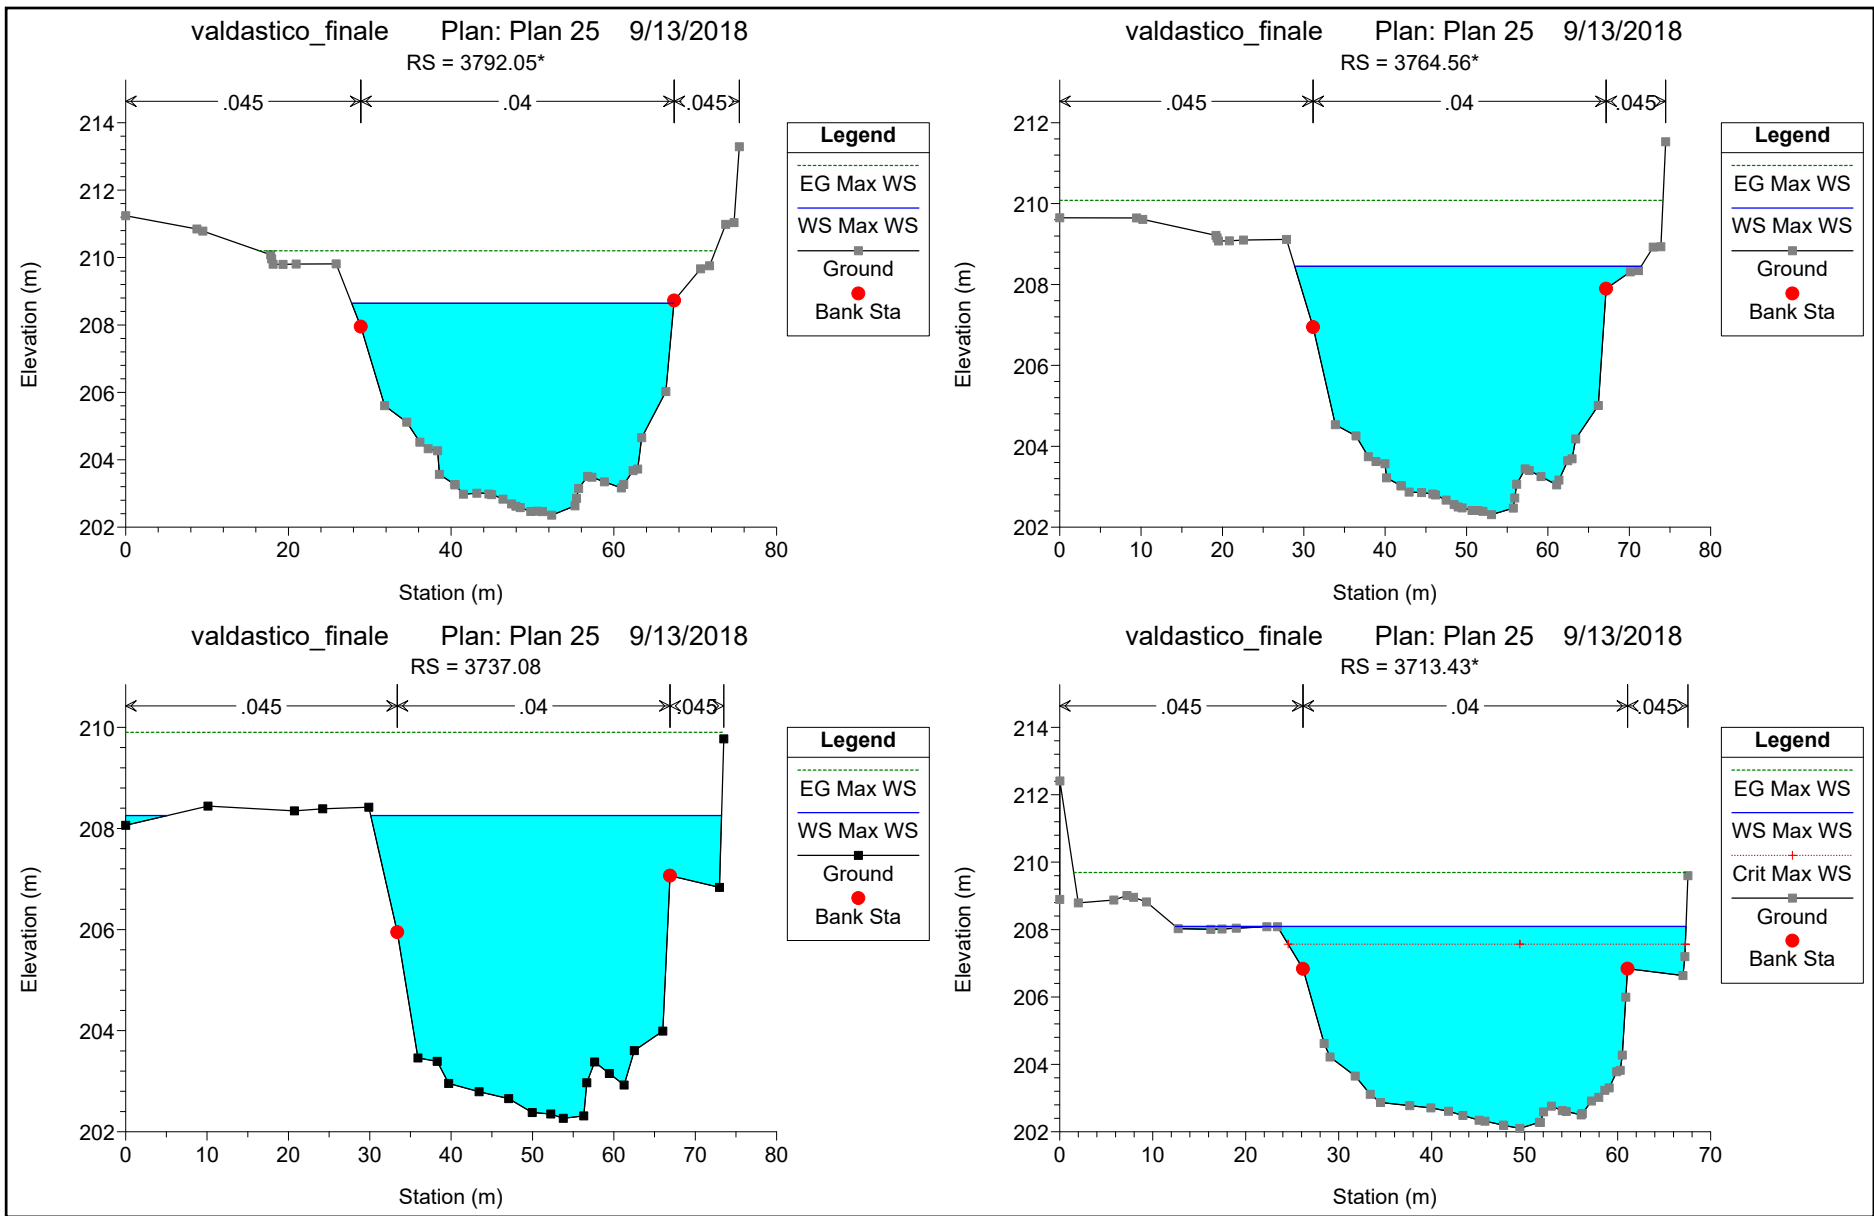 valdastico_finale Plan: Plan 25 9/13/2018
RS = 3792.05*
.045 .04 .045
214
212
210
208
206
204
202
0 20 40 60 80
Elevation (m)
Station (m)
Legend
EG Max WS
WS Max WS
Ground
Bank Sta
valdastico_finale Plan: Plan 25 9/13/2018
RS = 3764.56*
.045 .04 .045
212
210
208
206
204
202
0 10 20 30 40 50 60 70 80
Elevation (m)
Station (m)
Legend
EG Max WS
WS Max WS
Ground
Bank Sta
valdastico_finale Plan: Plan 25 9/13/2018
RS = 3737.08
.045 .04 .045
210
208
206
204
202
0 10 20 30 40 50 60 70 80
Elevation (m)
Station (m)
Legend
EG Max WS
WS Max WS
Ground
Bank Sta
valdastico_finale Plan: Plan 25 9/13/2018
RS = 3713.43*
.045 .04 .045
214
212
210
208
206
204
202
0 10 20 30 40 50 60 70
Elevation (m)
Station (m)
Legend
EG Max WS
WS Max WS
Crit Max WS
Ground
Bank Sta